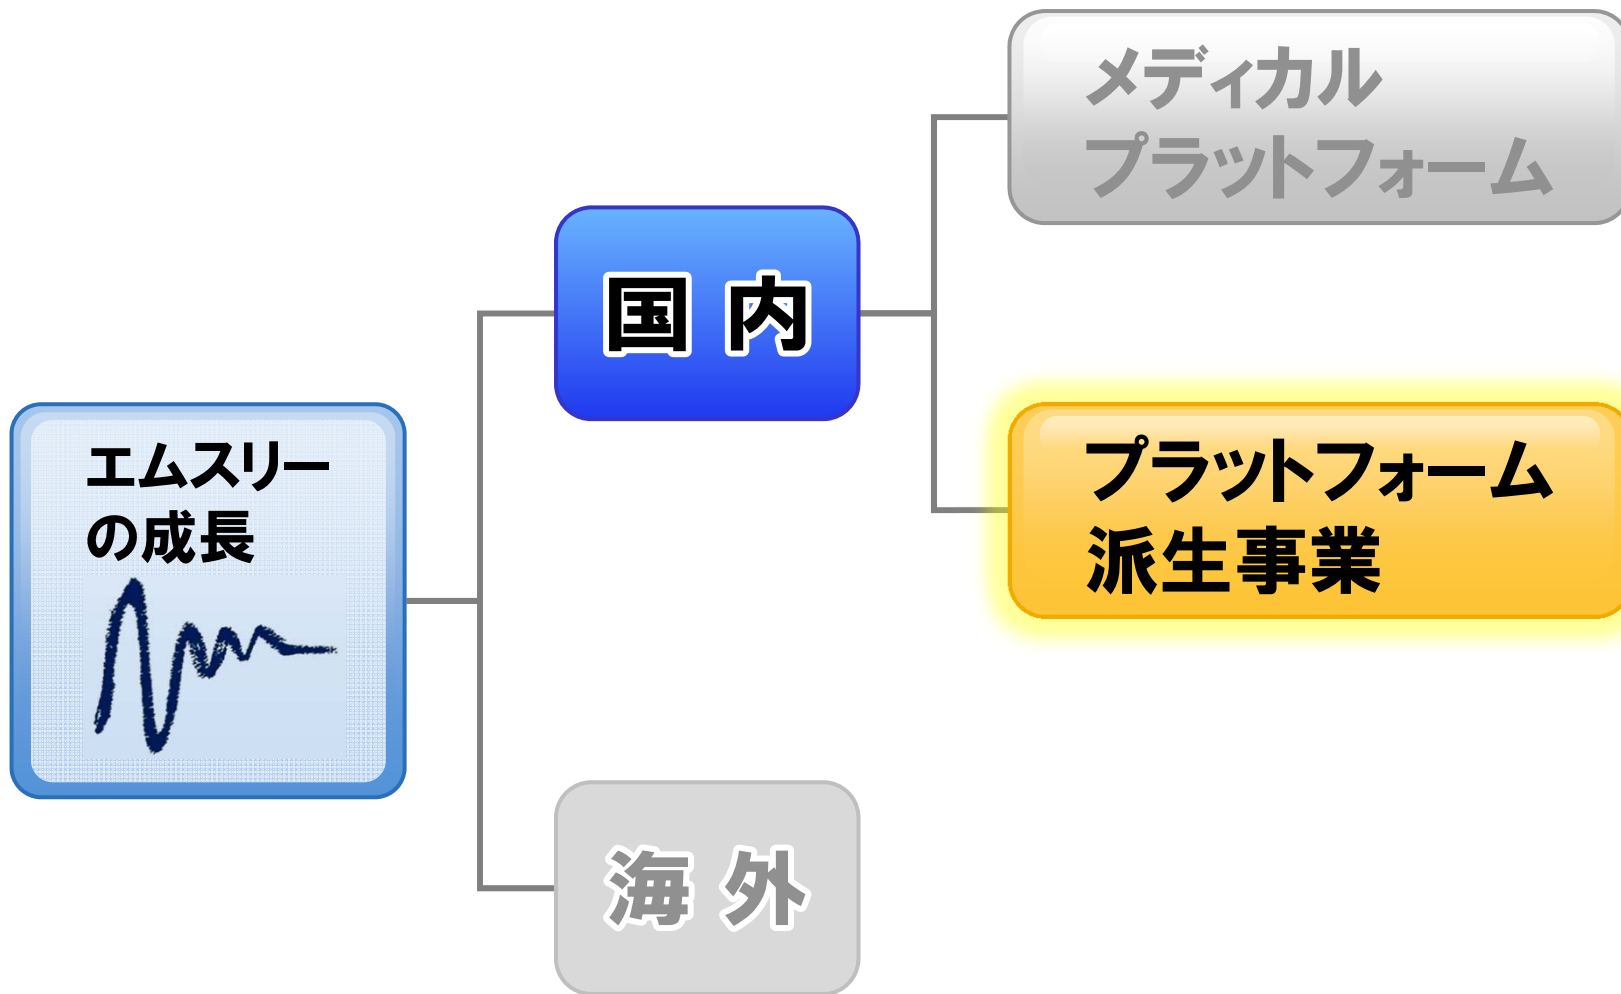 メディカル
プラットフォーム
国内
プラットフォーム
派生事業
エムスリー
の成長
海外